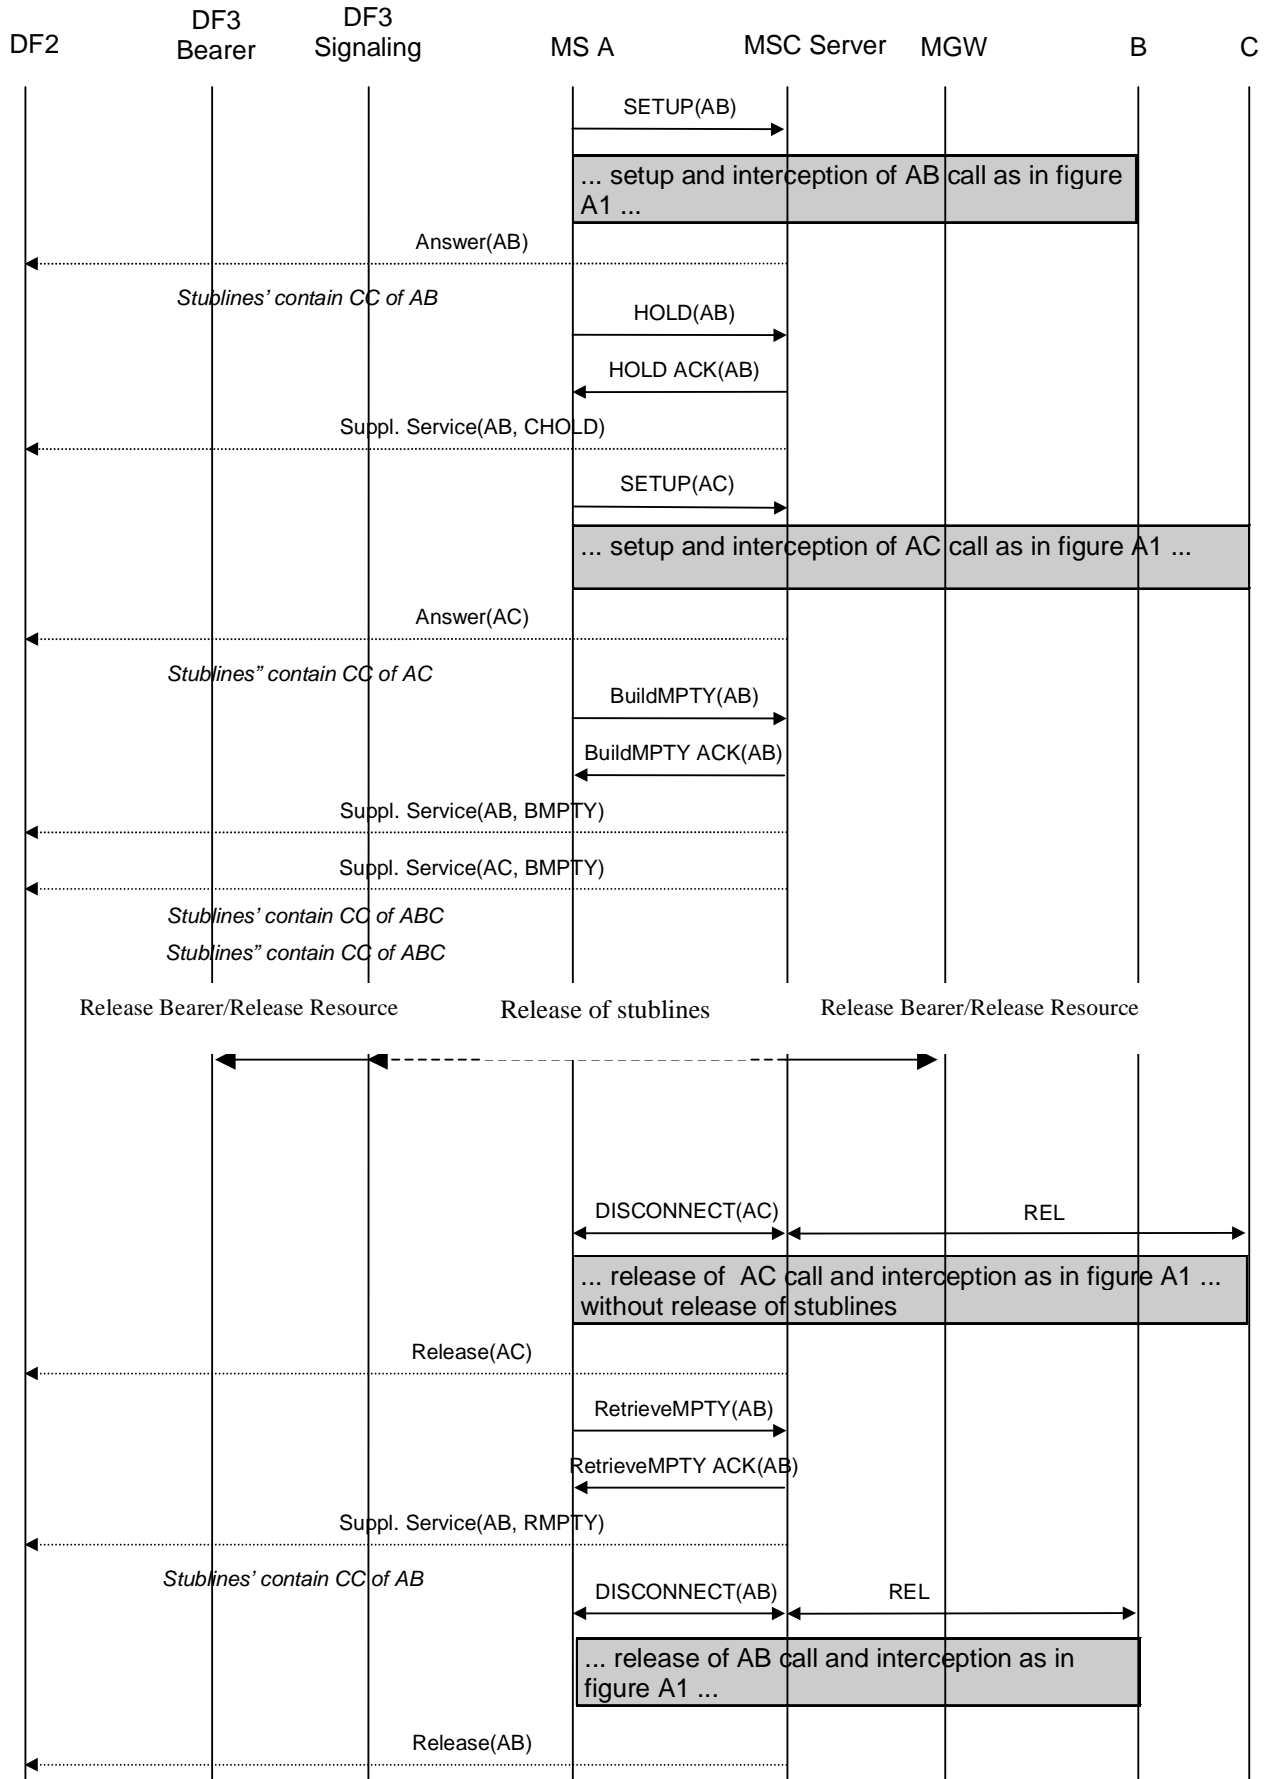 DF2
DF3
Bearer
DF3
Signaling
MS A
MSC Server
MGW
B
C
SETUP(AB)
... setup and interception of AB call as in figure
A1 ...
Answer(AB)
Stublines’ contain CC of AB
HOLD(AB)
HOLD ACK(AB)
Suppl. Service(AB, CHOLD)
SETUP(AC)
... setup and interception of AC call as in figure A1 ...
Answer(AC)
Stublines” contain CC of AC
BuildMPTY(AB)
BuildMPTY ACK(AB)
Suppl. Service(AB, BMPTY)
Suppl. Service(AC, BMPTY)
Stublines’ contain CC of ABC
Stublines” contain CC of ABC
Release Bearer/Release Resource
Release of stublines
Release Bearer/Release Resource
DISCONNECT(AC)
REL
... release of  AC call and interception as in figure A1 ...
without release of stublines
Release(AC)
RetrieveMPTY(AB)
RetrieveMPTY ACK(AB)
Suppl. Service(AB, RMPTY)
Stublines’ contain CC of AB
DISCONNECT(AB)
REL
... release of AB call and interception as in
figure A1 ...
Release(AB)